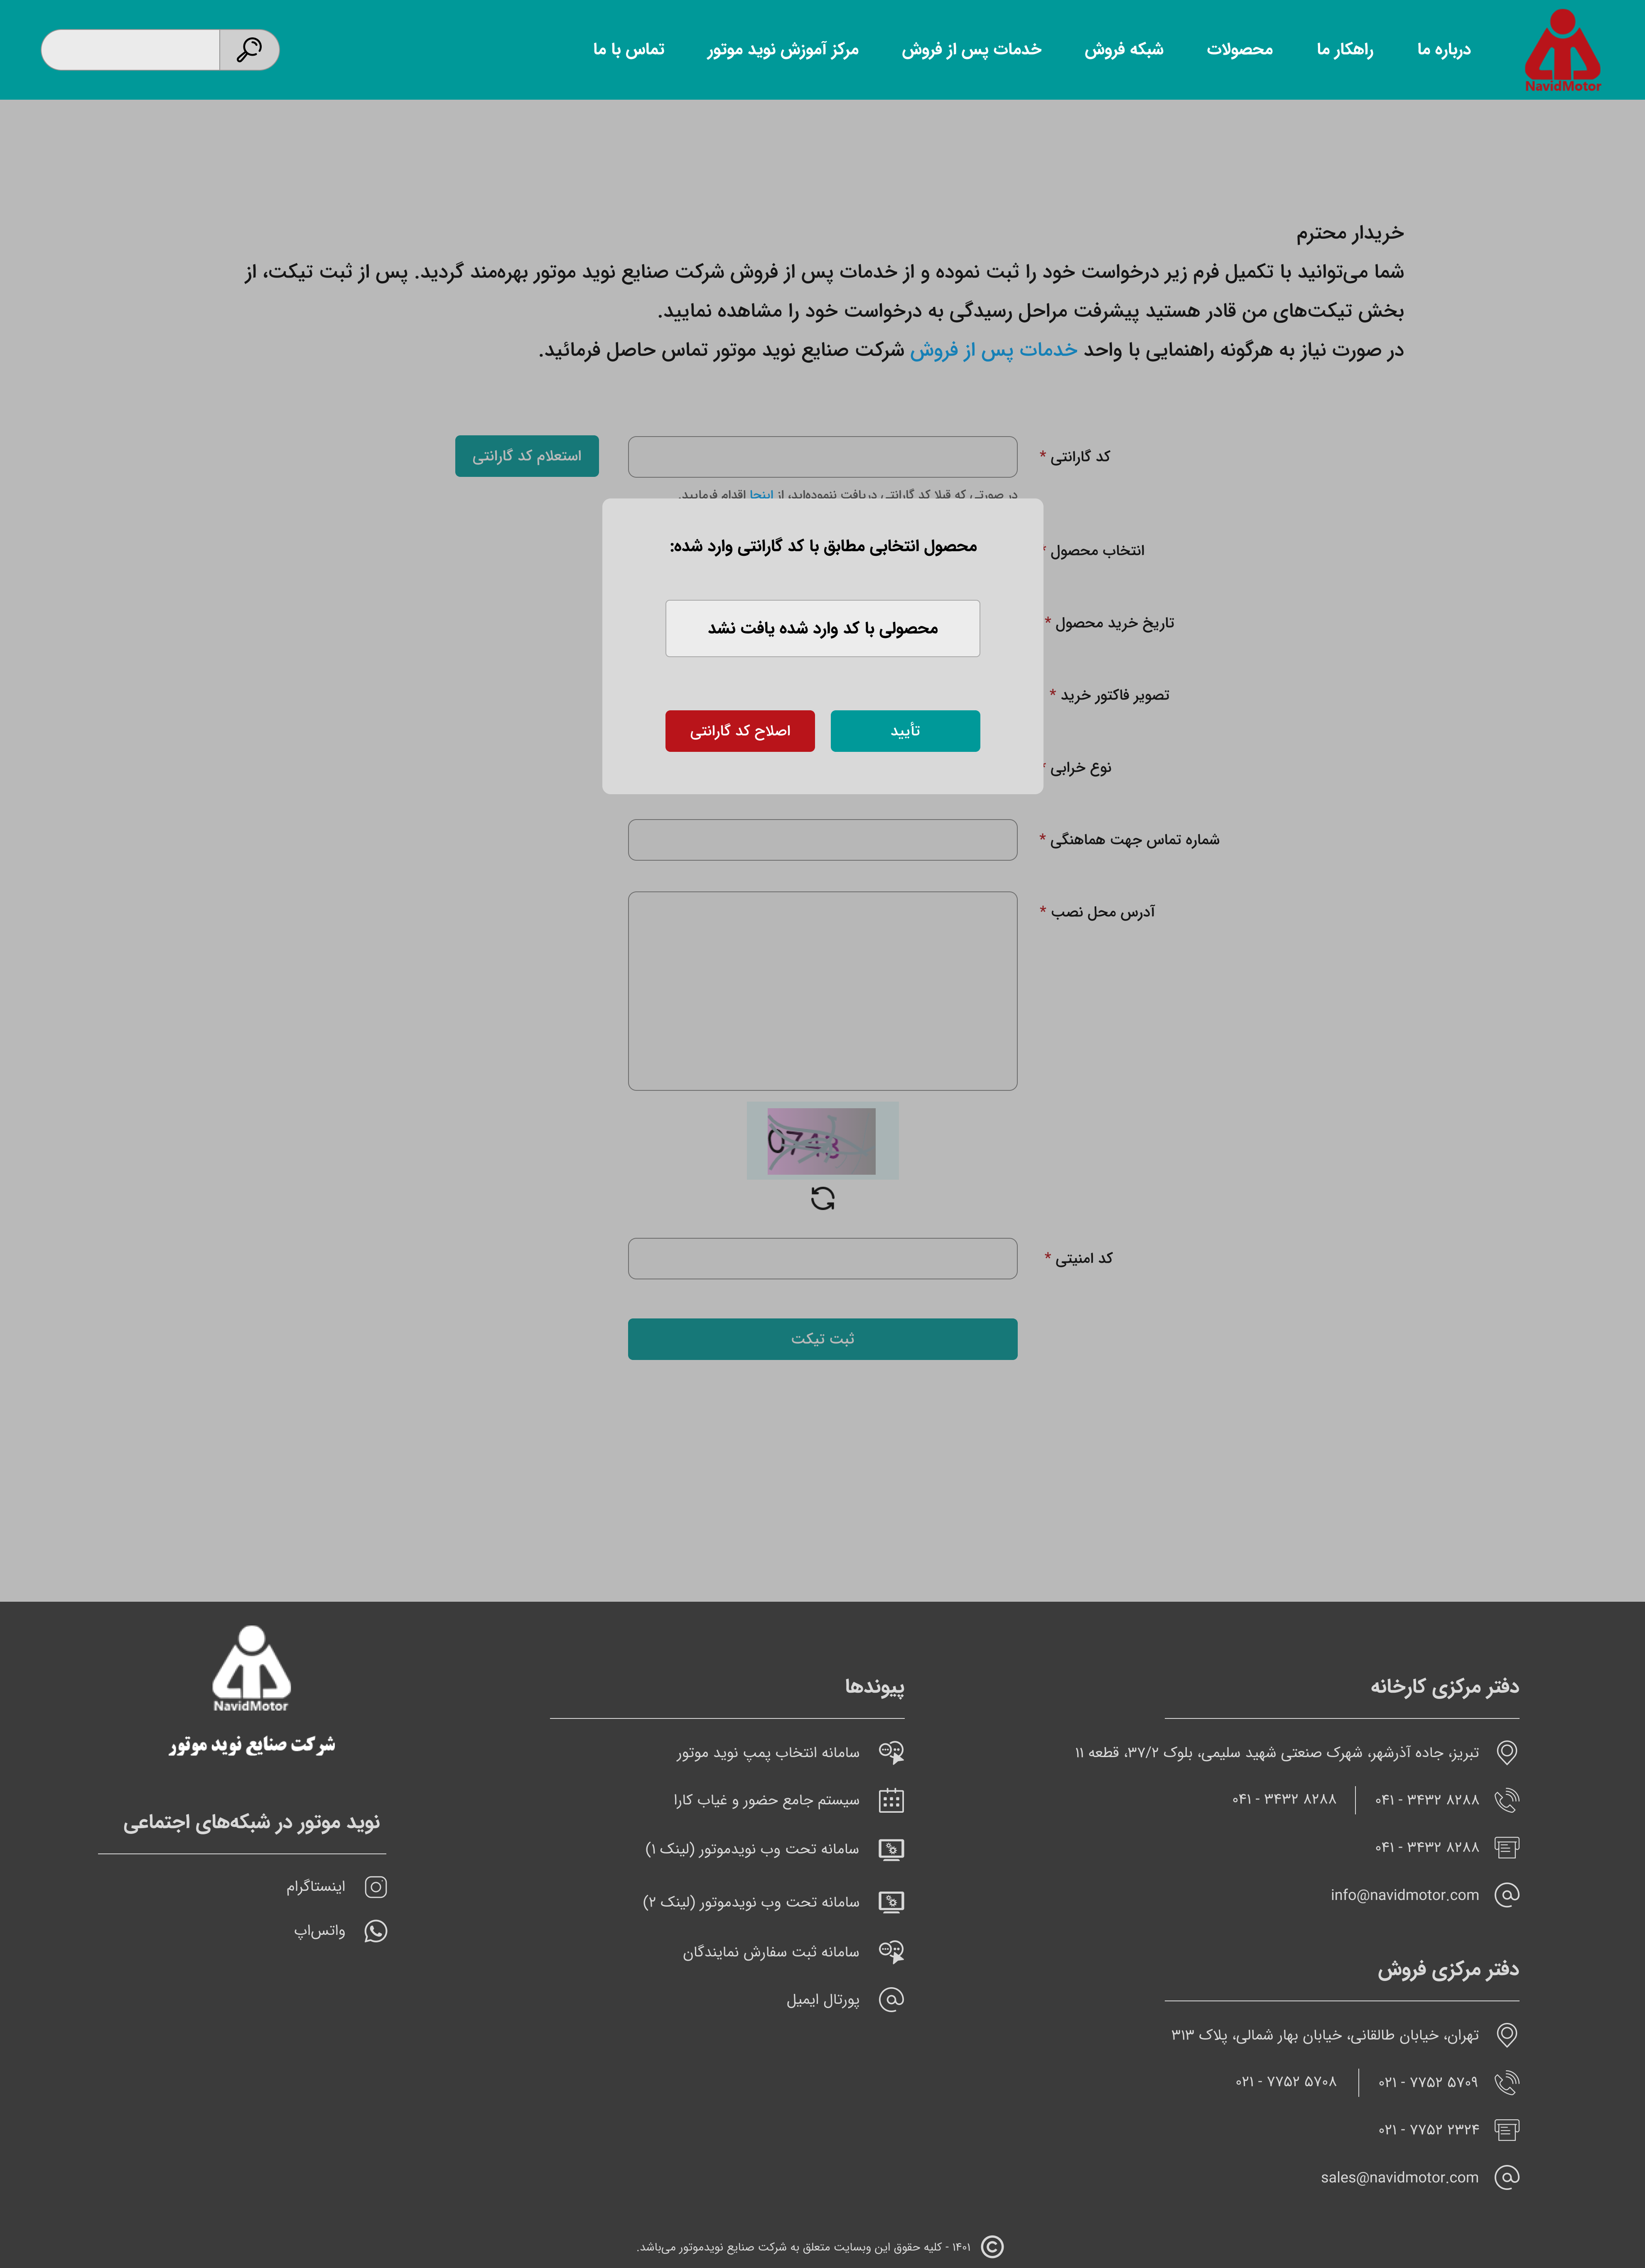 NavidMotor
درباره ما
راهکار ما
محصولات
شبکه فروش
خدمات پس از فروش
مرکز آموزش نوید موتور
تماس با ما
خریدار محترم
شما می‌توانید با تکمیل فرم زیر درخواست خود را ثبت نموده و از خدمات پس از فروش شرکت صنایع نوید موتور بهره‌مند گردید. پس از ثبت تیکت، از
بخش تیکت‌های من قادر هستید پیشرفت مراحل رسیدگی به درخواست خود را مشاهده نمایید.
در صورت نیاز به هرگونه راهنمایی با واحد خدمات پس از فروش شرکت صنایع نوید موتور تماس حاصل فرمائید.
کد گارانتی *
استعلام کد گارانتی
در صورتی که قبلا کد گارانتی دریافت ننموده‌اید، از اینجا اقدام فرمایید.
محصول انتخابی مطابق با کد گارانتی وارد شده:
انتخاب محصول *
محصولی با کد وارد شده یافت نشد
تاریخ خرید محصول *
تصویر فاکتور خرید *
تأیید
اصلاح کد گارانتی
نوع خرابی *
شماره تماس جهت هماهنگی *
آدرس محل نصب *
0743
کد امنیتی *
ثبت تیکت
دفتر مرکزی کارخانه
تبریز، جاده آذرشهر، شهرک صنعتی شهید سلیمی، بلوک ۳۷/۲، قطعه ۱۱
۰۴۱ - ۳۴۳۲ ۸۲۸۸
۰۴۱ - ۳۴۳۲ ۸۲۸۸
۰۴۱ - ۳۴۳۲ ۸۲۸۸
info@navidmotor.com
دفتر مرکزی فروش
تهران، خیابان طالقانی، خیابان بهار شمالی، پلاک ۳۱۳
۰۲۱ - ۷۷۵۲ ۵۷۰۹
۰۲۱ - ۷۷۵۲ ۵۷۰۸
۰۲۱ - ۷۷۵۲ ۲۳۲۴
sales@navidmotor.com
پیوندها
سامانه انتخاب پمپ نوید موتور
سیستم جامع حضور و غیاب کارا
سامانه تحت وب نویدموتور (لینک ۱)
سامانه تحت وب نویدموتور (لینک ۲)
سامانه ثبت سفارش نمایندگان
پورتال ایمیل
NavidMotor
شرکت صنایع نوید موتور
نوید موتور در شبکه‌های اجتماعی
اینستاگرام
واتس‌اپ
© ۱۴۰۱ - کلیه حقوق این وبسایت متعلق به شرکت صنایع نویدموتور می‌باشد.